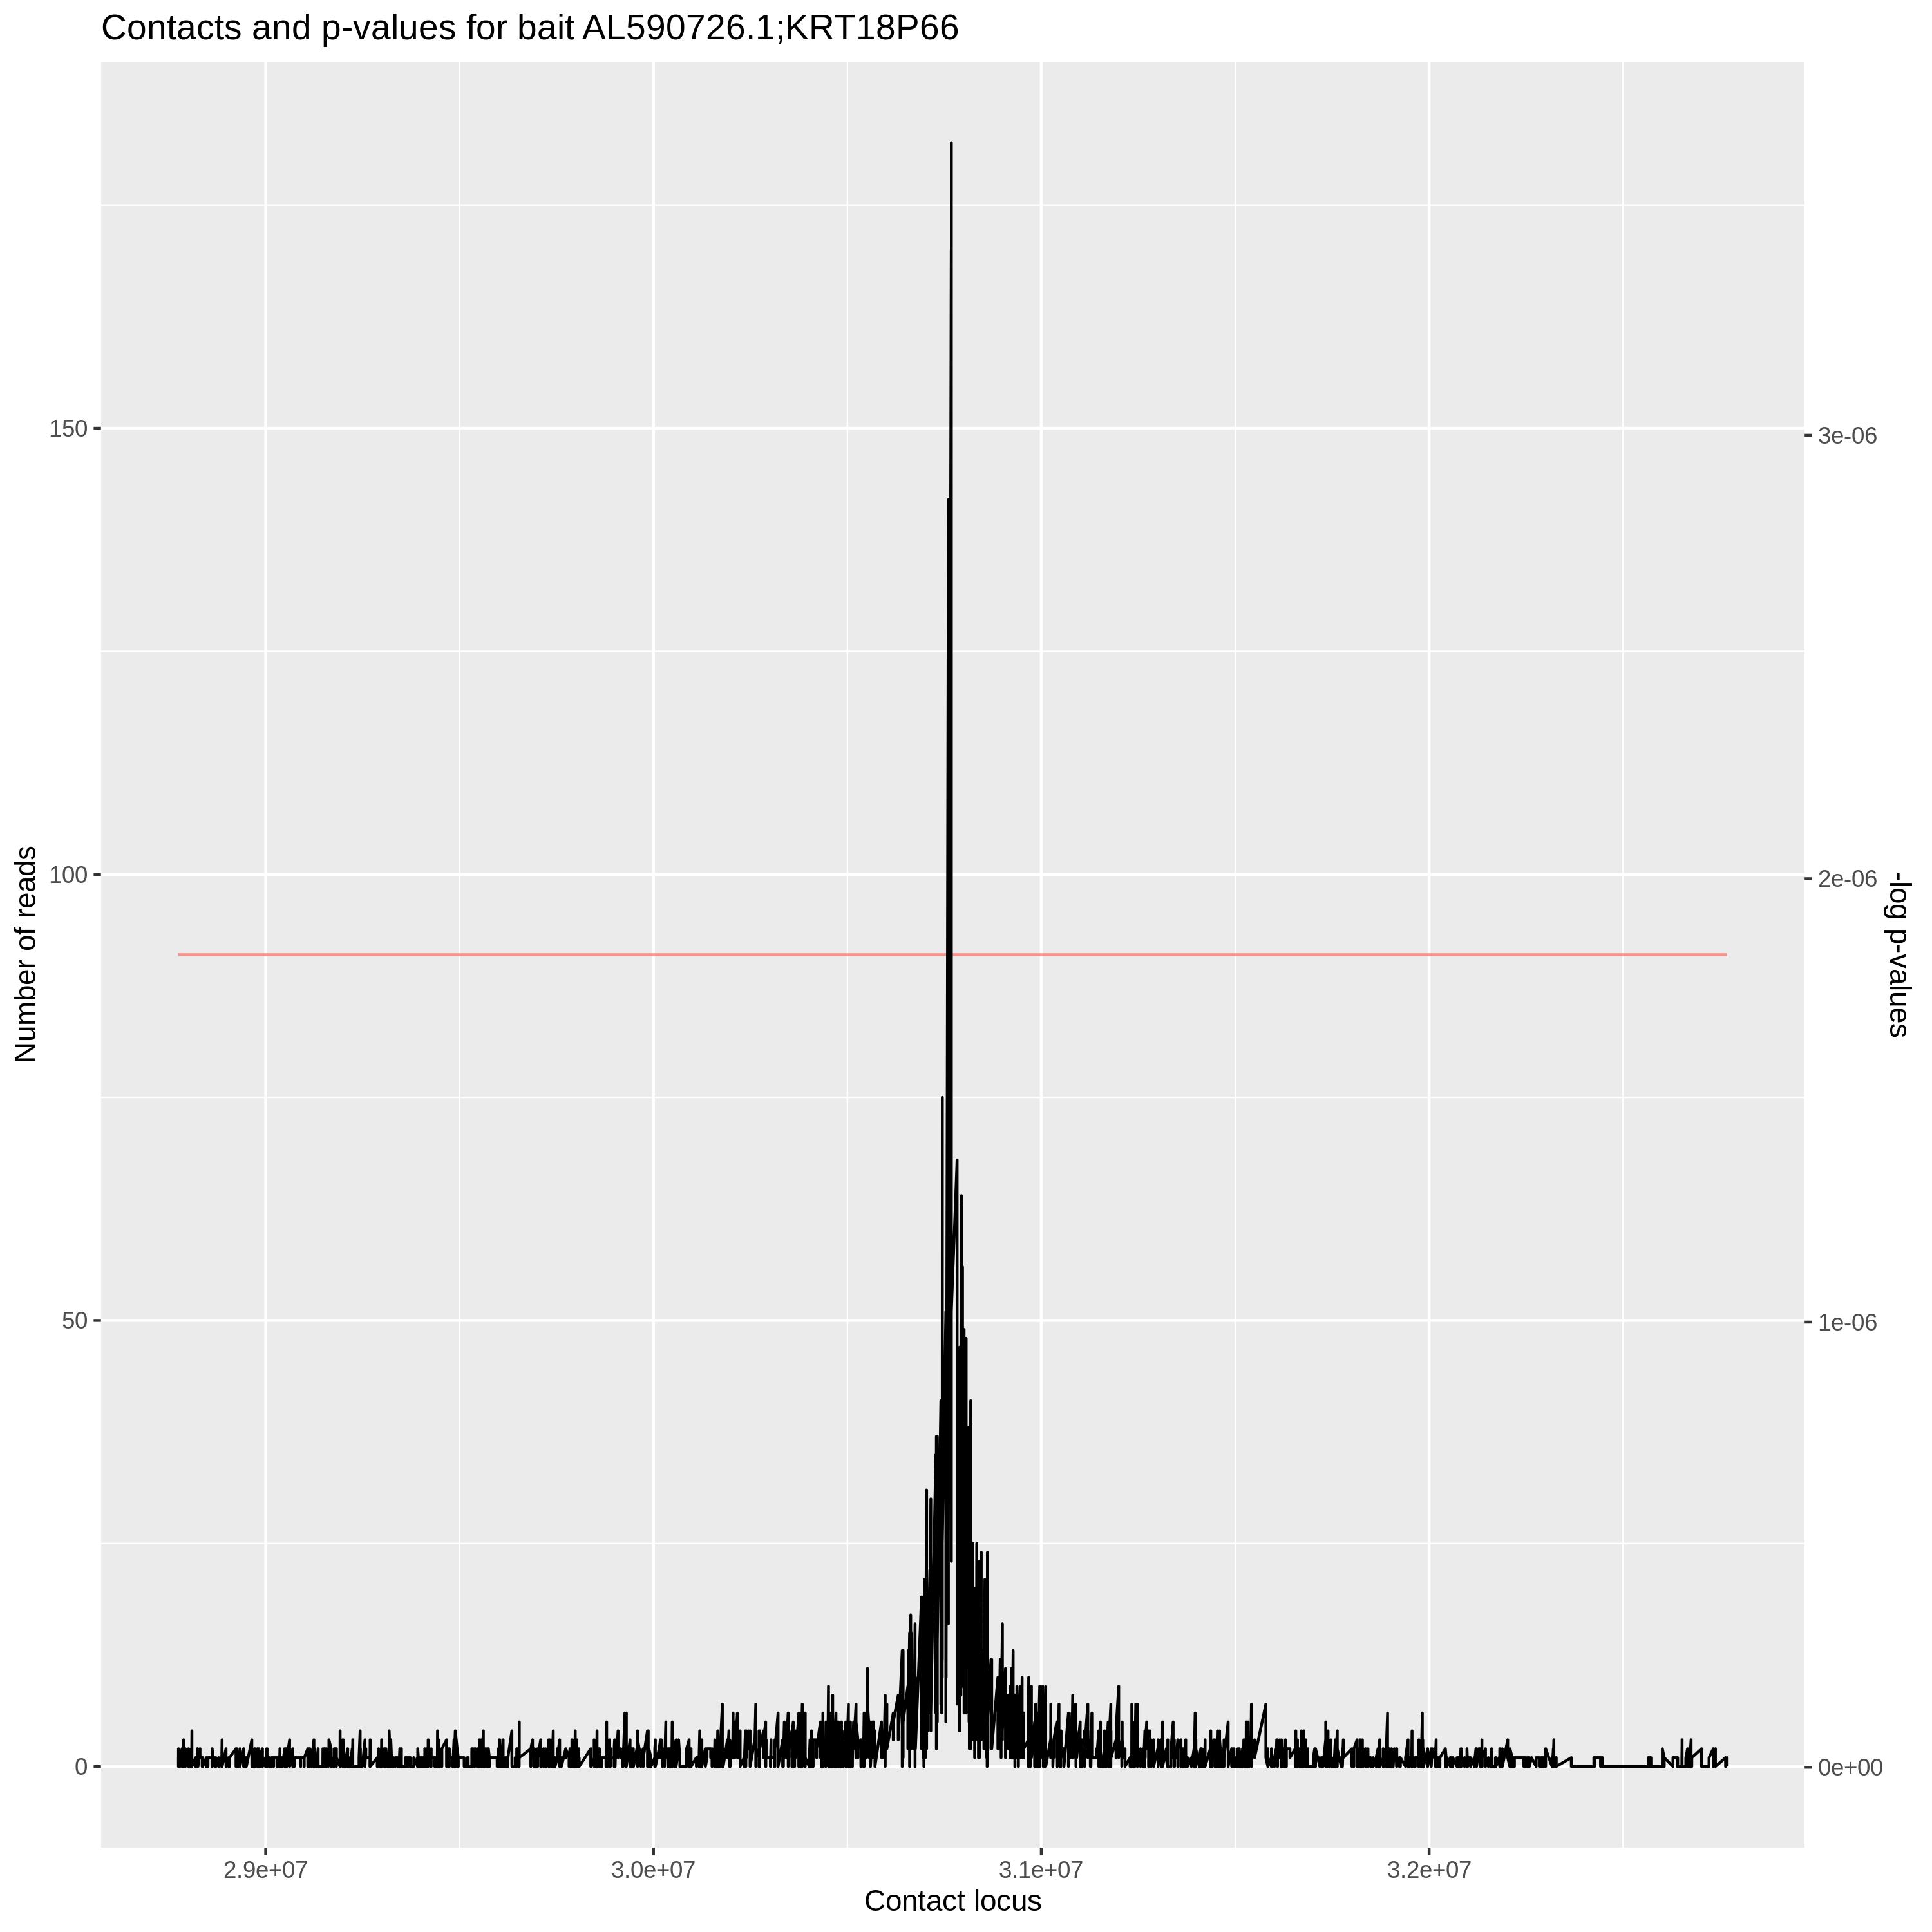 Contacts and p-values for bait AL590726.1;KRT18P66
150
100
50
0
Number of reads
3e-06
2e-06
1e-06
0e+00
-log p-values
2.9e+07
3.0e+07
3.1e+07
3.2e+07
Contact locus